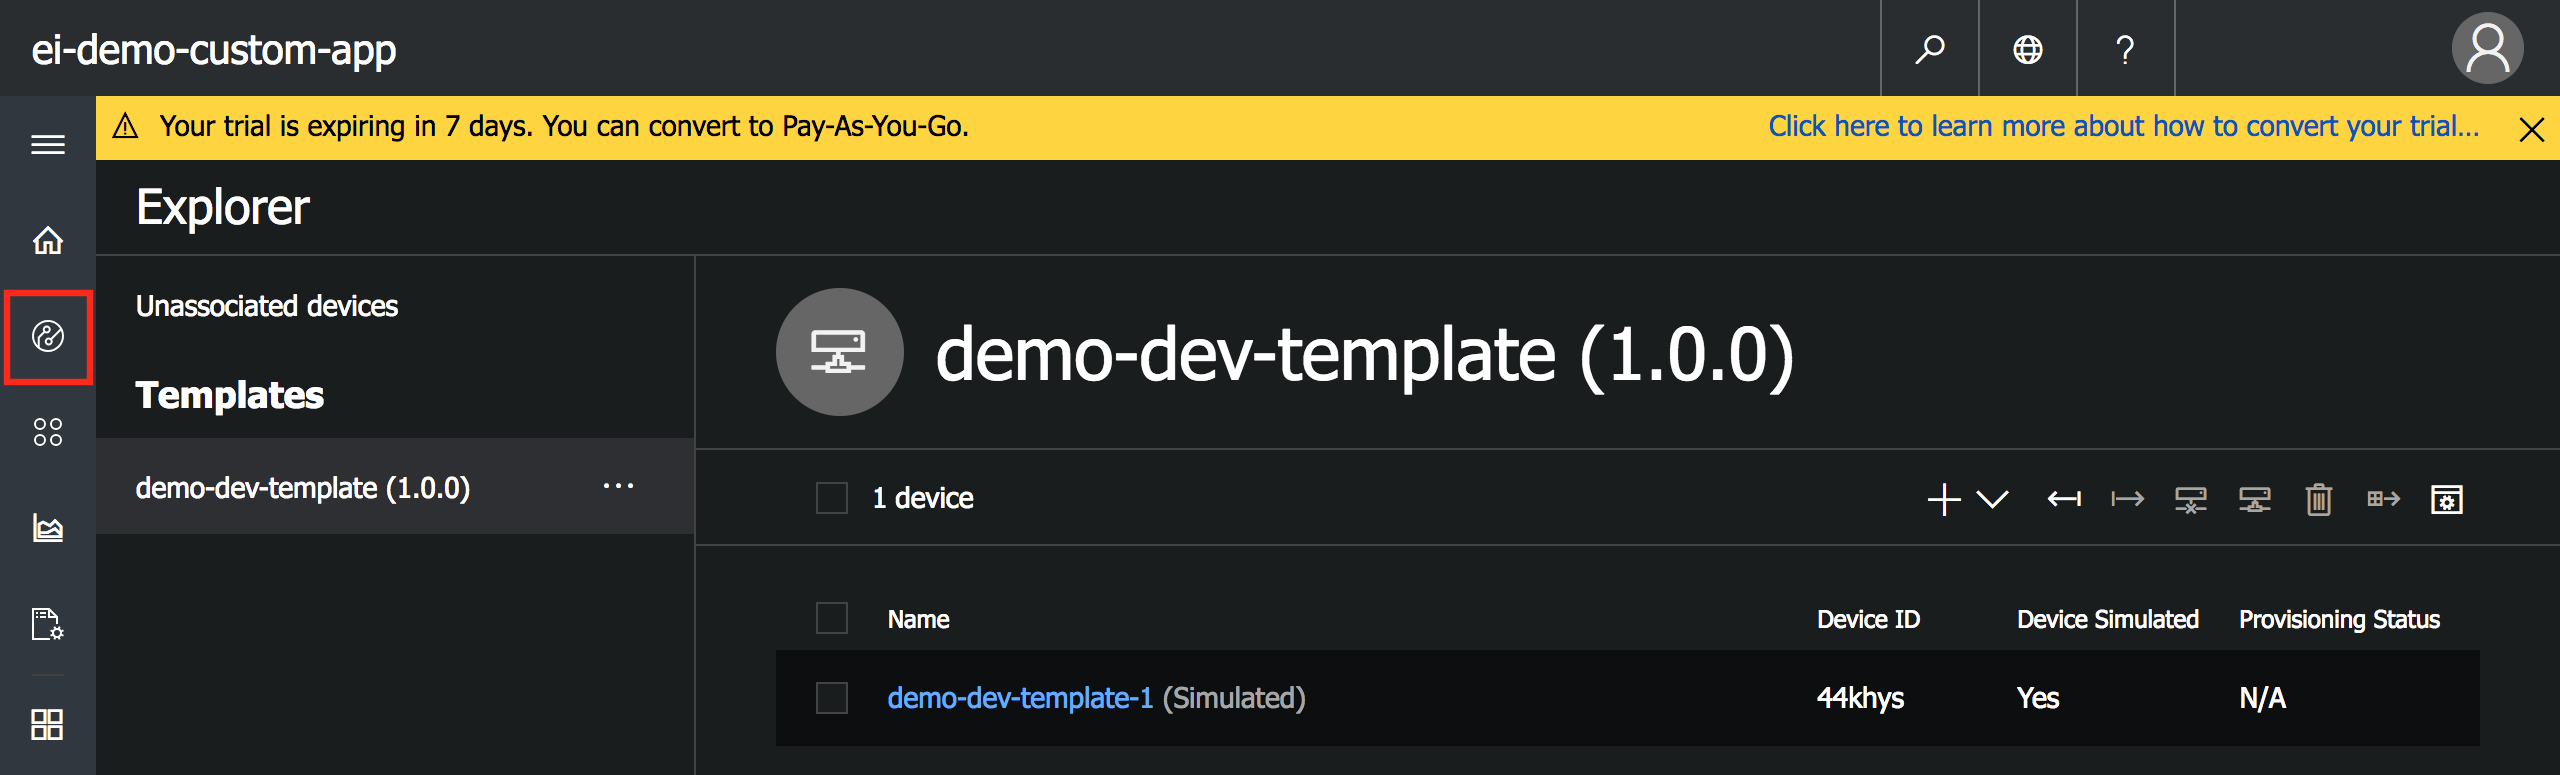 ei-demo-custom-app
?
Your trial is expiring in 7 days. You can convert to Pay-As-You-Go.
Click here to learn more about how to convert your trial...
Explorer
Unassociated devices
Templates
demo-dev-template (1.0.0)
...
demo-dev-template (1.0.0)
1 device
Name Device ID Device Simulated Provisioning Status
demo-dev-template-1 (Simulated) 44khys Yes N/A